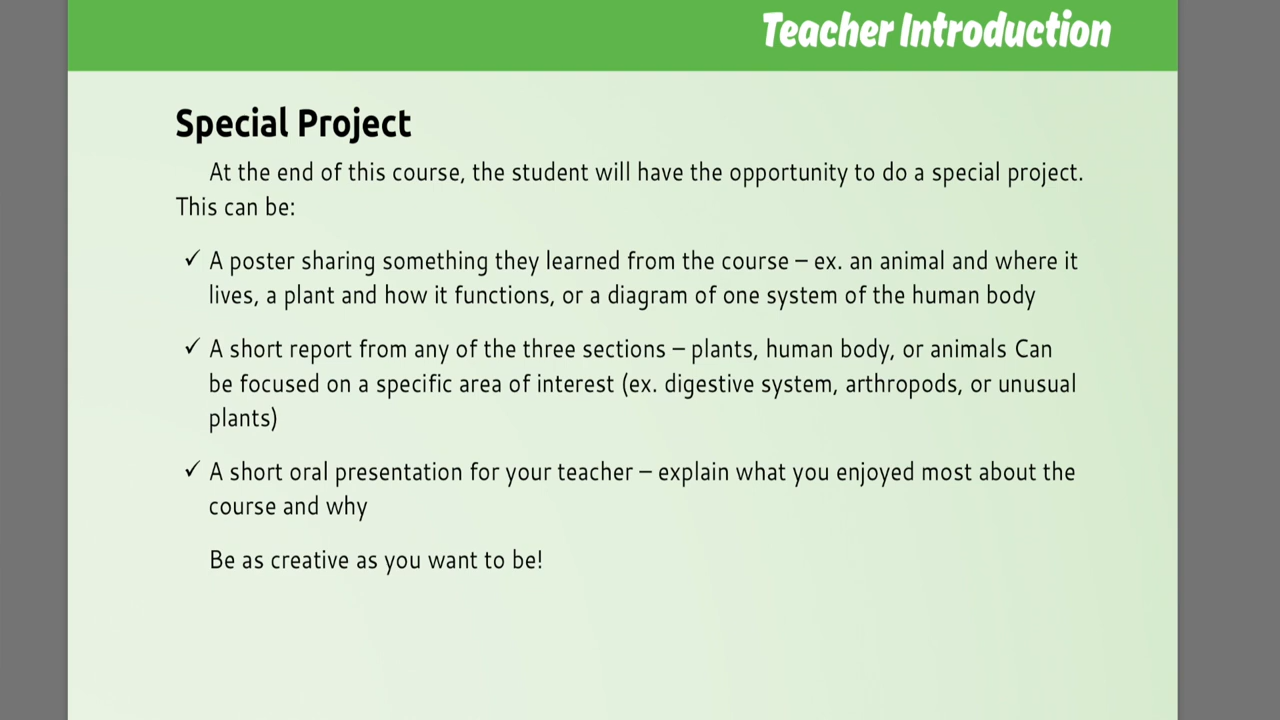 Teacher Introduction
Special Project
At the end of this course, the student will have the opportunity to do a special project.
This can be:
✓ A poster sharing something they learned from the course – ex. an animal and where it
lives, a plant and how it functions, or a diagram of one system of the human body
✓ A short report from any of the three sections – plants, human body, or animals Can
be focused on a specific area of interest (ex. digestive system, arthropods, or unusual
plants)
✓ A short oral presentation for your teacher – explain what you enjoyed most about the
course and why
Be as creative as you want to be!